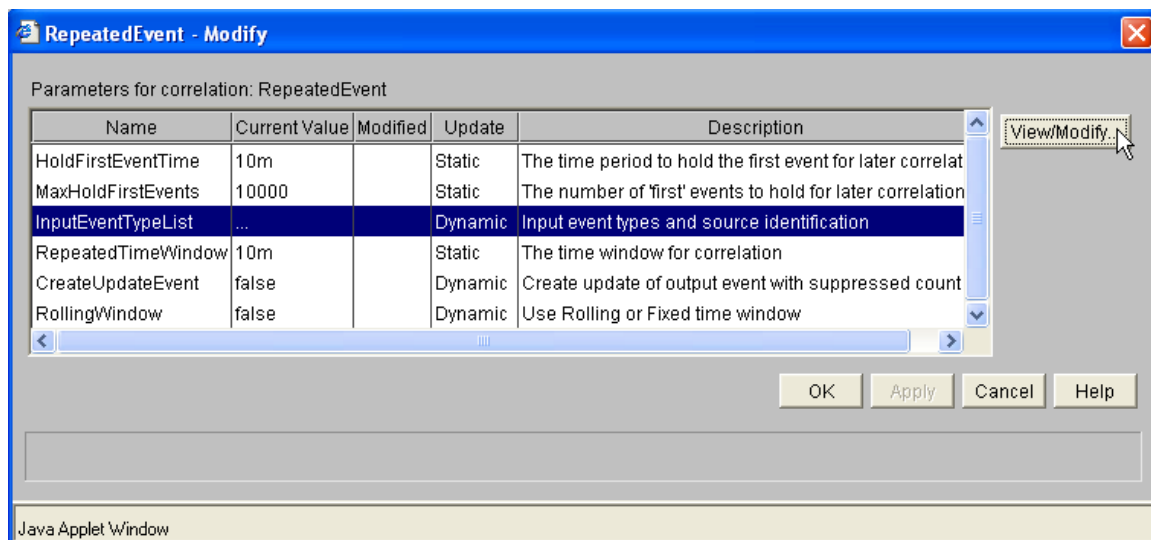 RepeatedEvent - Modify
Parameters for correlation: RepeatedEvent
Name Current Value Modified Update Description
HoldFirstEventTime 10m Static The time period to hold the first event for later correlat
MaxHoldFirstEvents 10000 Static The number of 'first' events to hold for later correlation
InputEventTypeList ... Dynamic Input event types and source identification
RepeatedTimeWindow 10m Static The time window for correlation
CreateUpdateEvent false Dynamic Create update of output event with suppressed count
RollingWindow false Dynamic Use Rolling or Fixed time window
View/Modify...
OK Apply Cancel Help
Java Applet Window